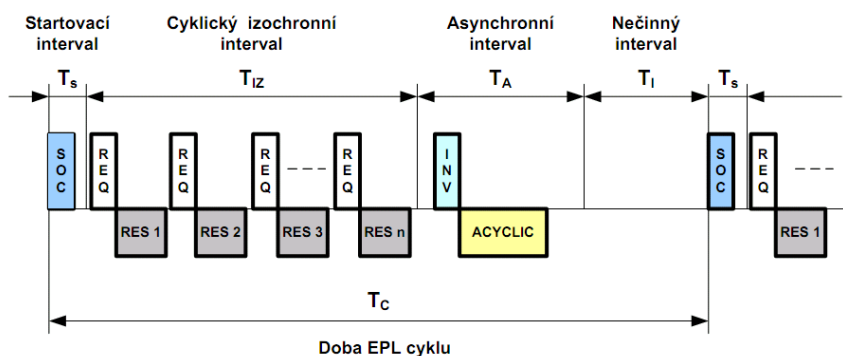 Startovací interval
Cyklický izochronní interval
Asynchronní interval
Nečinný interval
Ts
TIZ
TA
TI
Ts
SOC
REQ
REQ
REQ
REQ
INV
SOC
REQ
RES 1
RES 2
RES 3
RES n
ACYCLIC
RES 1
TC
Doba EPL cyklu